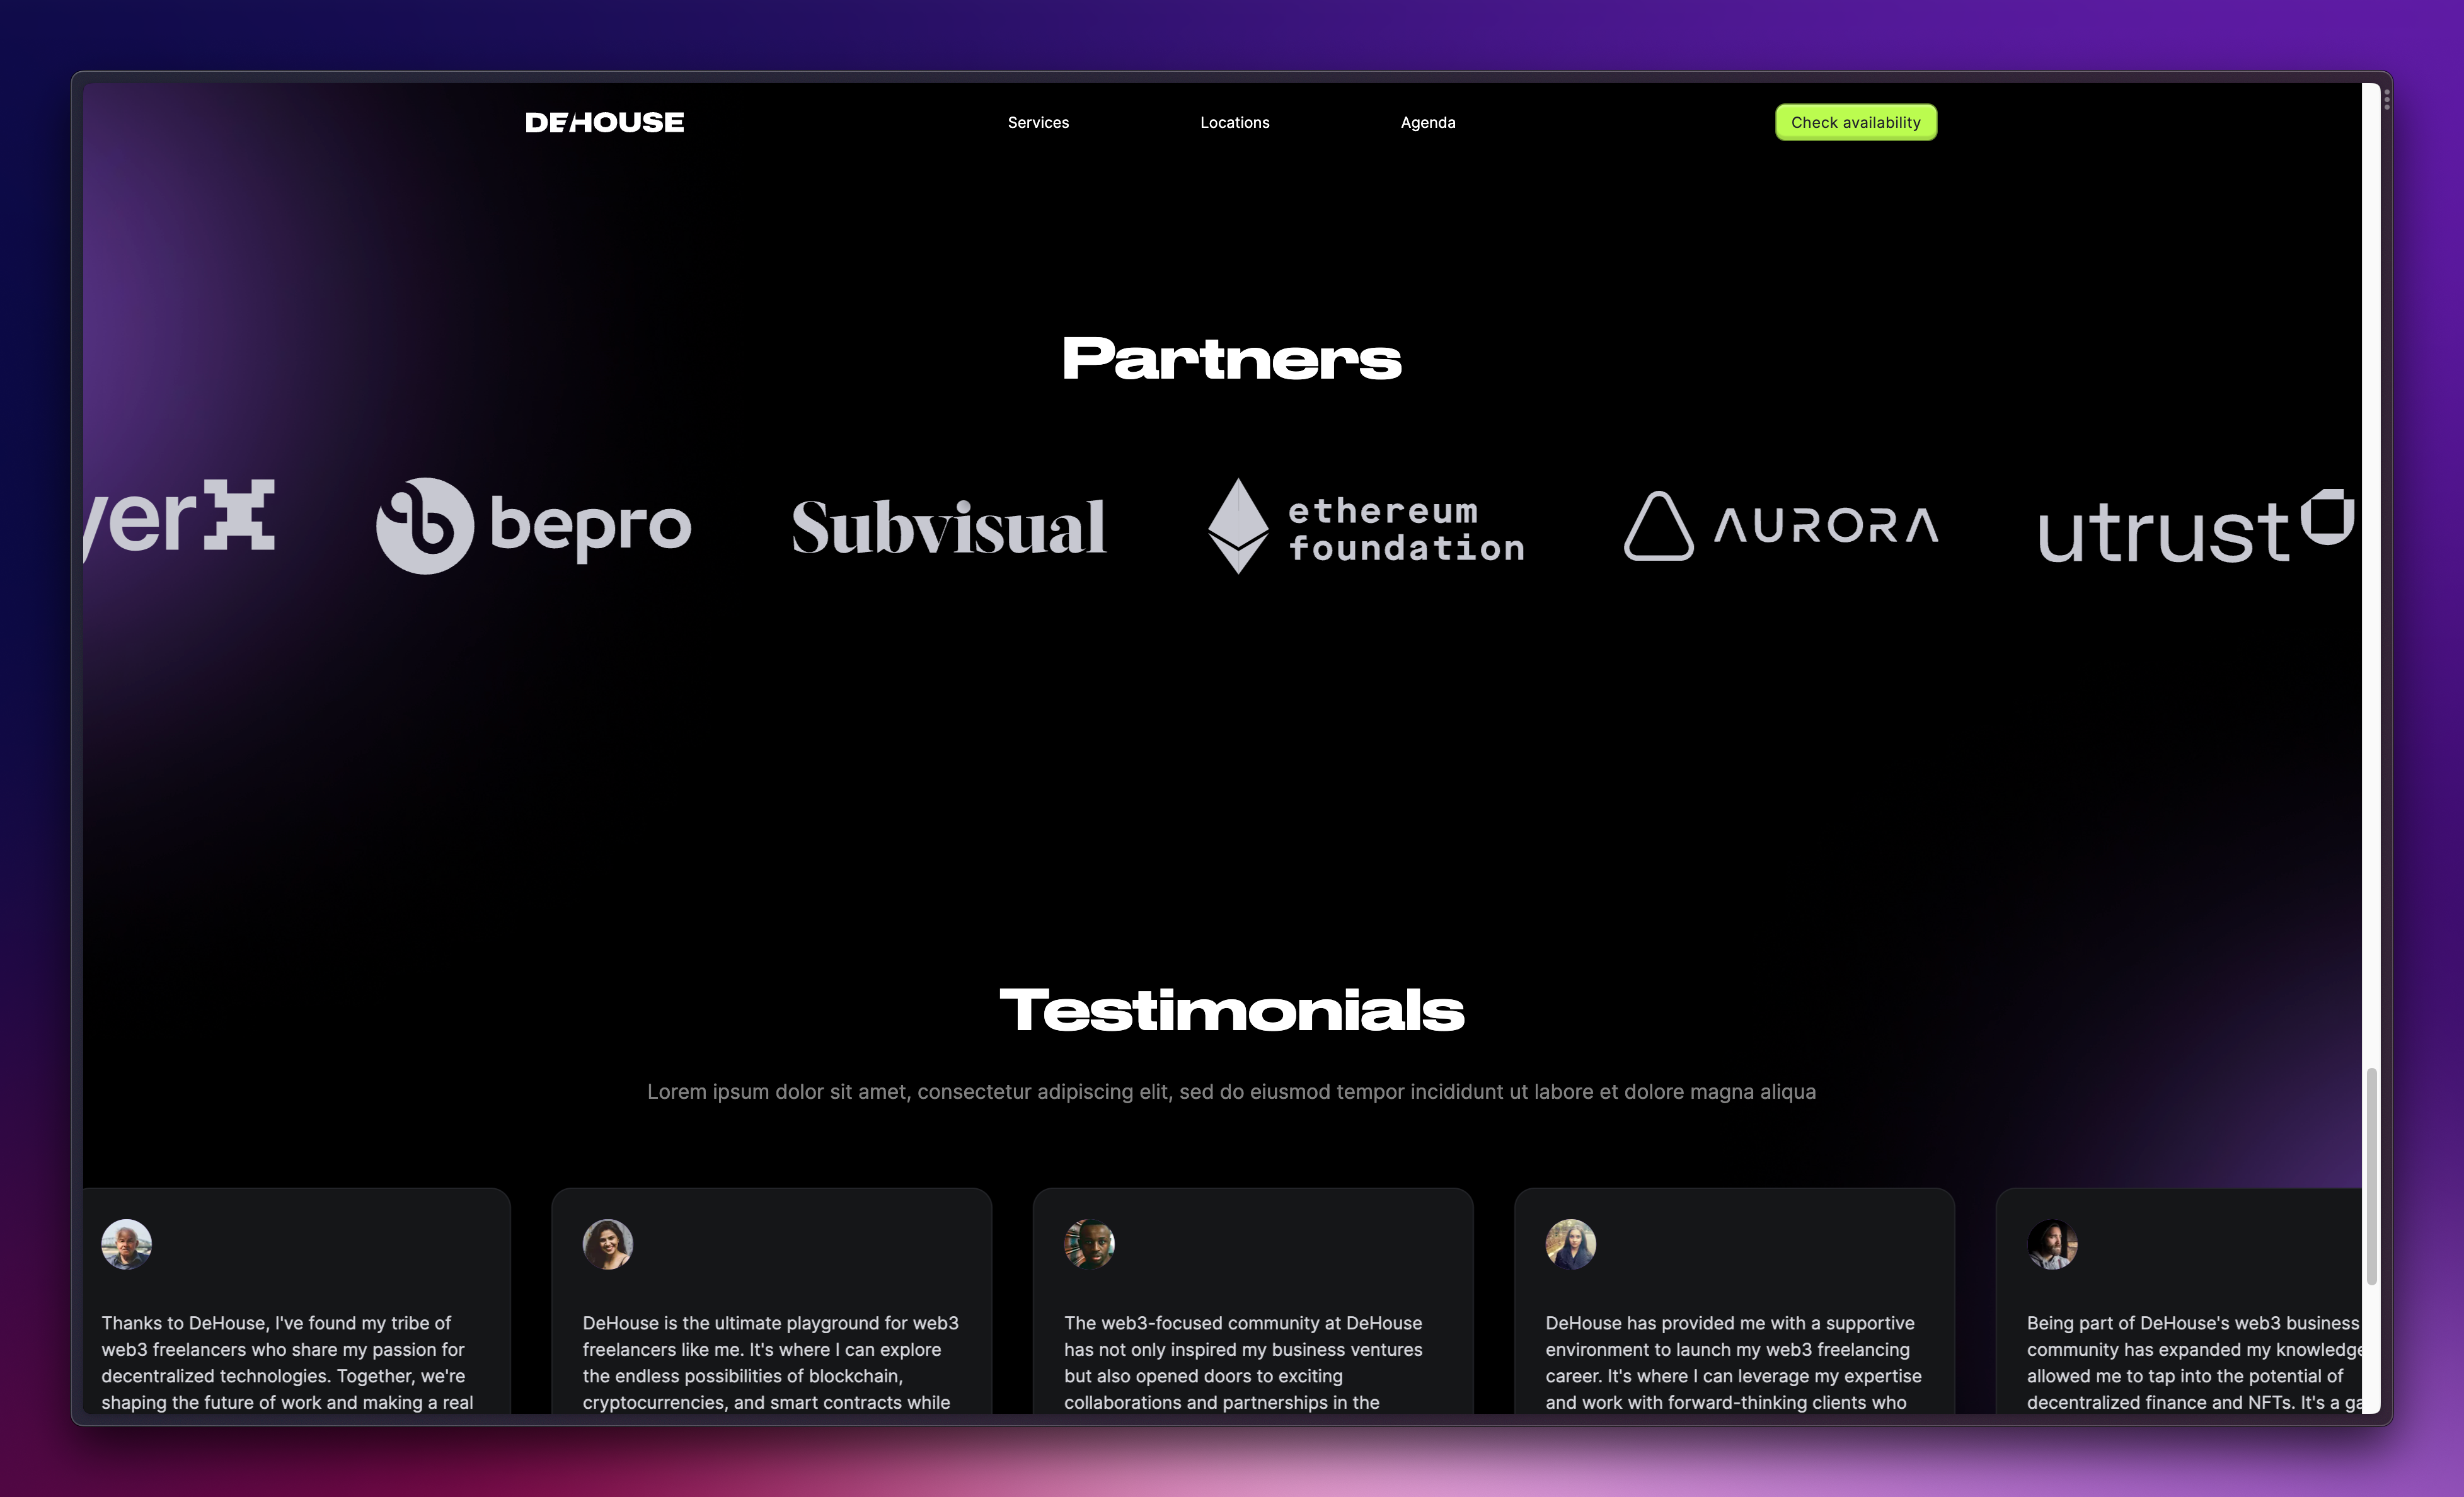 DEHOUSE
Services
Locations
Agenda
Check availability
Partners
yerX
bepro
Subvisual
ethereum
foundation
AURORA
utrust
Testimonials
Lorem ipsum dolor sit amet, consectetur adipiscing elit, sed do eiusmod tempor incididunt ut labore et dolore magna aliqua
Thanks to DeHouse, I've found my tribe of
web3 freelancers who share my passion for
decentralized technologies. Together, we're
shaping the future of work and making a real
DeHouse is the ultimate playground for web3
freelancers like me. It's where I can explore
the endless possibilities of blockchain,
cryptocurrencies, and smart contracts while
The web3-focused community at DeHouse
has not only inspired my business ventures
but also opened doors to exciting
collaborations and partnerships in the
DeHouse has provided me with a supportive
environment to launch my web3 freelancing
career. It's where I can leverage my expertise
and work with forward-thinking clients who
Being part of DeHouse's web3 business
community has expanded my knowledge
allowed me to tap into the potential of
decentralized finance and NFTs. It's a ga